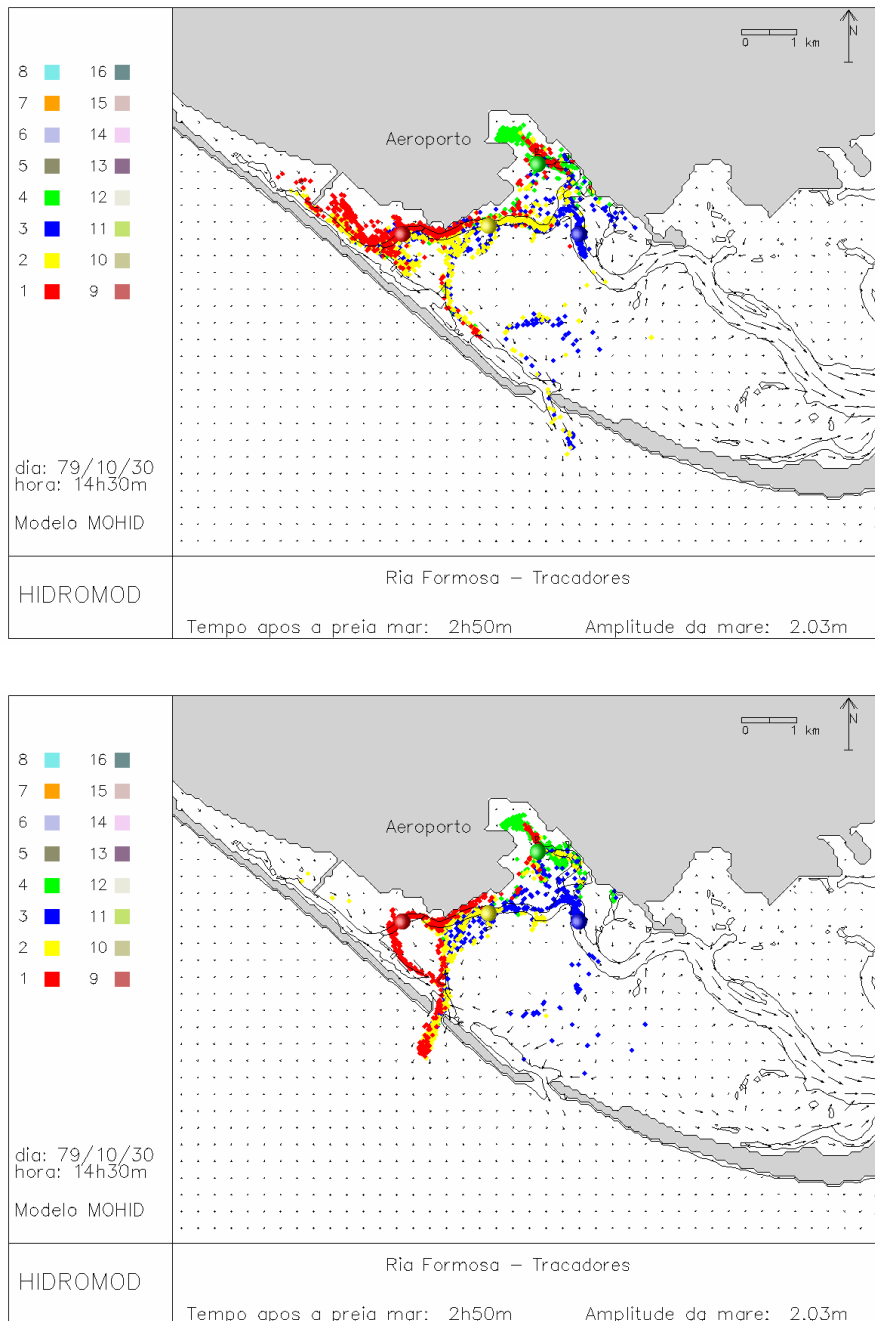 0 1 km
N
8 16
7 15
6 14
5 13
4 12
3 11
2 10
1 9
Aeroporto
dia: 79/10/30
hora: 14h30m
Modelo MOHID
HIDROMOD
Ria Formosa – Tracadores
Tempo apos a preia mar: 2h50m Amplitude da mare: 2.03m
0 1 km
N
8 16
7 15
6 14
5 13
4 12
3 11
2 10
1 9
Aeroporto
dia: 79/10/30
hora: 14h30m
Modelo MOHID
HIDROMOD
Ria Formosa – Tracadores
Tempo apos a preia mar: 2h50m Amplitude da mare: 2.03m